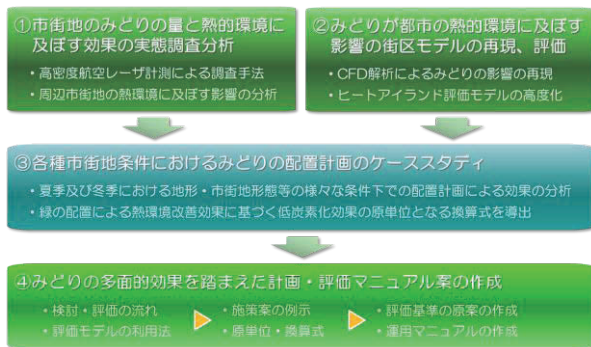 ①市街地のみどりの量と熱的環境に
及ぼす効果の実態調査分析
・高密度航空レーザ計測による調査手法
・周辺市街地の熱環境に及ぼす影響の分析
②みどりが都市の熱的環境に及ぼす
影響の街区モデルの再現、評価
・CFD解析によるみどりの影響の再現
・ヒートアイランド評価モデルの高度化
③各種市街地条件におけるみどりの配置計画のケーススタディ
・夏季及び冬季における地形・市街地形態等の様々な条件下での配置計画による効果の分析
・緑の配置による熱環境改善効果に基づく低炭素化効果の原単位となる換算式を導出
④みどりの多面的効果を踏まえた計画・評価マニュアル案の作成
・検討・評価の流れ
・評価モデルの利用法
・施策案の例示
・原単位・換算式
・評価基準の原案の作成
・運用マニュアルの作成